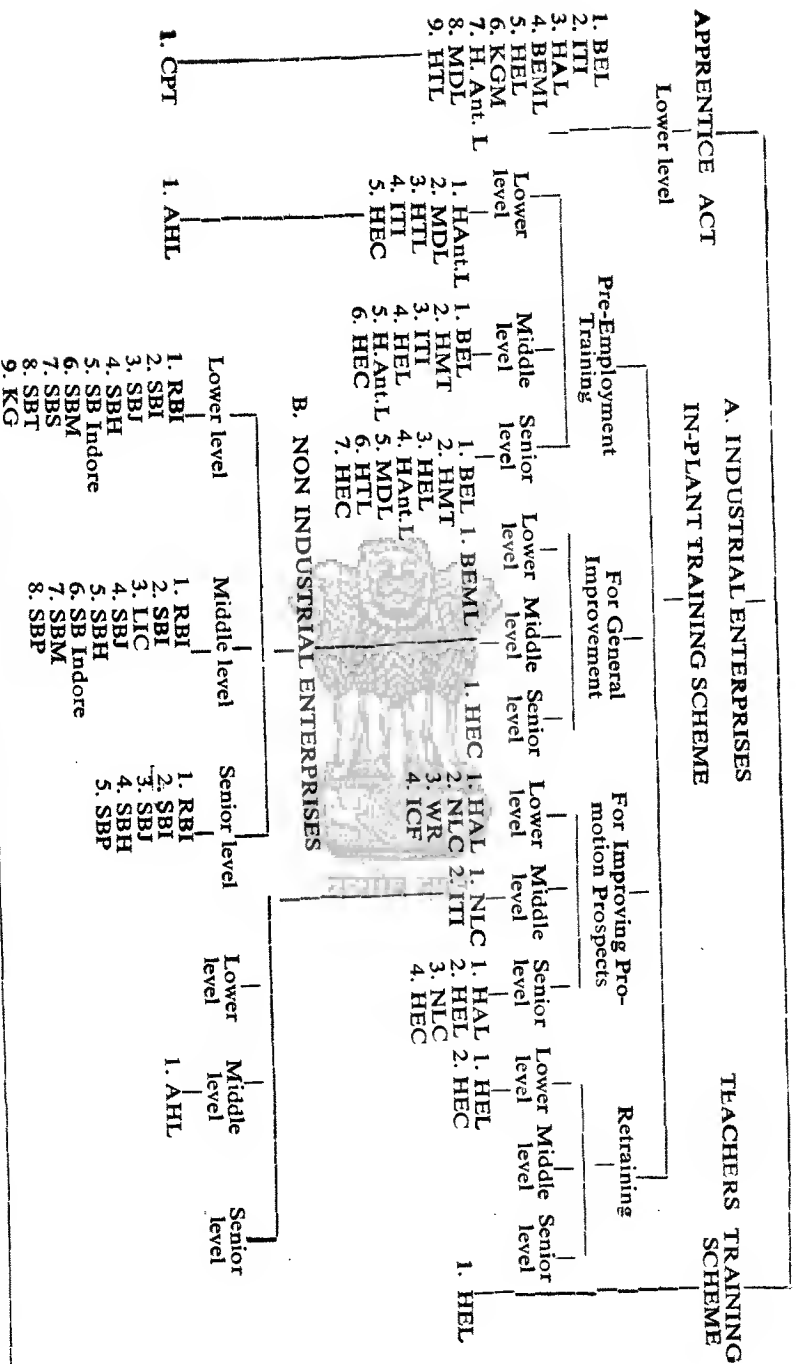 A. INDUSTRIAL ENTERPRISES
APPRENTICE ACT
IN-PLANT TRAINING SCHEME
TEACHERS TRAINING
SCHEME
Lower level
1. BEL
2. ITI
3. HAL
4. BEML
5. HEL
6. KGM
7. H. Ant. L
8. MDL
9. HTL
1. CPT
Pre-Employment
Training
Lower
level
1. HAnt.L
2. MDL
3. HTL
4. ITI
5. HEC
1. AHL
Middle
level
1. BEL
2. HMT
3. ITI
4. HEL
5. H.Ant.L
6. HEC
Senior
level
1. BEL
2. HMT
3. HEL
4. HAnt.L
5. MDL
6. HTL
7. HEC
For General
Improvement
Lower
level
1. BEML
Middle
level
Senior
level
1. HEC
For Improving Pro-
motion Prospects
Lower
level
1. HAL
2. NLC
3. WR
4. ICF
Middle
level
1. NLC
2. ITI
Senior
level
1. HAL
2. HEL
3. NLC
4. HEC
Retraining
Lower
level
1. HEL
2. HEC
Middle
level
Senior
level
1. HEL
B. NON INDUSTRIAL ENTERPRISES
Lower level
1. RBI
2. SBI
3. SBJ
4. SBH
5. SB Indore
6. SBM
7. SBS
8. SBT
9. KG
Middle level
1. RBI
2. SBI
3. LIC
4. SBJ
5. SBH
6. SB Indore
7. SBM
8. SBP
Senior level
1. RBI
2. SBI
3. SBJ
4. SBH
5. SBP
Lower
level
Middle
level
1. AHL
Senior
level